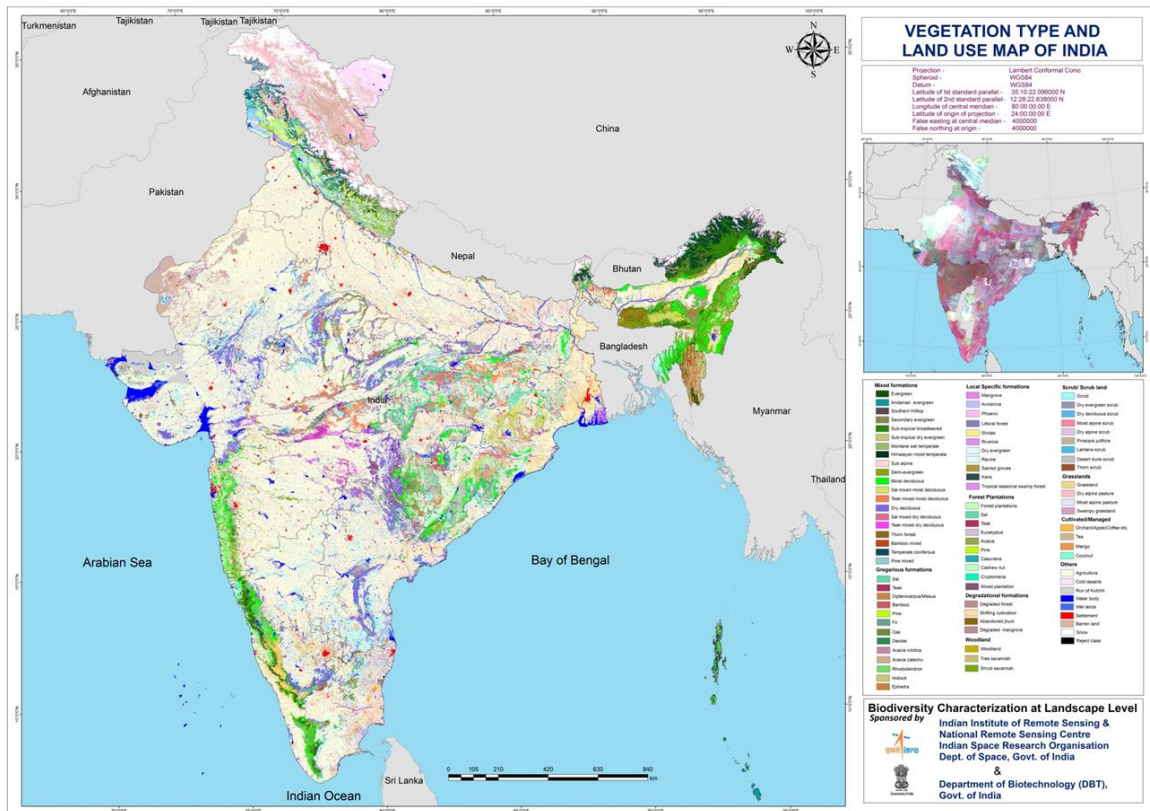 Turkmenistan
Tajikistan
Tajikistan
Tajikistan
Afghanistan
China
Pakistan
Nepal
Bhutan
Bangladesh
India
Myanmar
Thailand
Arabian Sea
Bay of Bengal
Sri Lanka
Indian Ocean
N
W
E
S
0 105 210 420 630 840
km
VEGETATION TYPE AND
LAND USE MAP OF INDIA
Projection - Lambert Conformal Conic
Spheroid - WGS84
Datum - WGS84
Latitude of 1st standard parallel- 35:10:22.096000 N
Latitude of 2nd standard parallel- 12:28:22.638000 N
Longitude of central meridian - 80:00:00:00 E
Latitude of origin of projection - 24:00:00:00 E
False easting at central meidian - 4000000
False northing at origin - 4000000
Mixed formations
Evergreen
Andaman evergreen
Southern Hilltop
Secondary evergreen
Sub-tropical broadleaved
Sub-tropical dry evergreen
Montane wet temperate
Himalayan moist temperate
Sub alpine
Semi-evergreen
Moist deciduous
Sal mixed moist deciduous
Teak mixed moist deciduous
Dry deciduous
Sal mixed dry deciduous
Teak mixed dry deciduous
Thorn forest
Bamboo mixed
Temperate coniferous
Pine mixed
Gregarious formations
Sal
Teak
Dipterocarpus/Mesua
Bamboo
Pine
Fir
Oak
Deodar
Acacia nilotica
Acacia catechu
Rhododendron
Hollock
Ephedra
Local Specific formations
Mangrove
Avicennia
Phoenix
Littoral forest
Sholas
Riverine
Dry evergreen
Ravine
Sacred groves
Kans
Tropical seasonal swamp forest
Forest Plantations
Forest plantations
Sal
Teak
Eucalyptus
Acacia
Pine
Casurina
Cashew nut
Cryptomeria
Mixed plantation
Degradational formations
Degraded forest
Shifting cultivation
Abandoned jhum
Degraded mangrove
Woodland
Woodland
Tree savannah
Shrub savannah
Scrub/ Scrub land
Scrub
Dry evergreen scrub
Dry deciduous scrub
Moist alpine scrub
Dry alpine scrub
Prosopis juliflora
Lantana scrub
Desert dune scrub
Thorn scrub
Grasslands
Grassland
Dry alpine pasture
Moist alpine pasture
Swampy grassland
Cultivated/Managed
Orchard/Apple/Coffee etc.
Tea
Mango
Coconut
Others
Agriculture
Cold deserts
Run of Kutchh
Water body
Wet lands
Settlement
Barren land
Snow
Reject class
Biodiversity Characterization at Landscape Level
Sponsored by
Indian Institute of Remote Sensing &
National Remote Sensing Centre
Indian Space Research Organisation
Dept. of Space, Govt. of India
&
Department of Biotechnology (DBT),
Govt. of India
इसरो isro